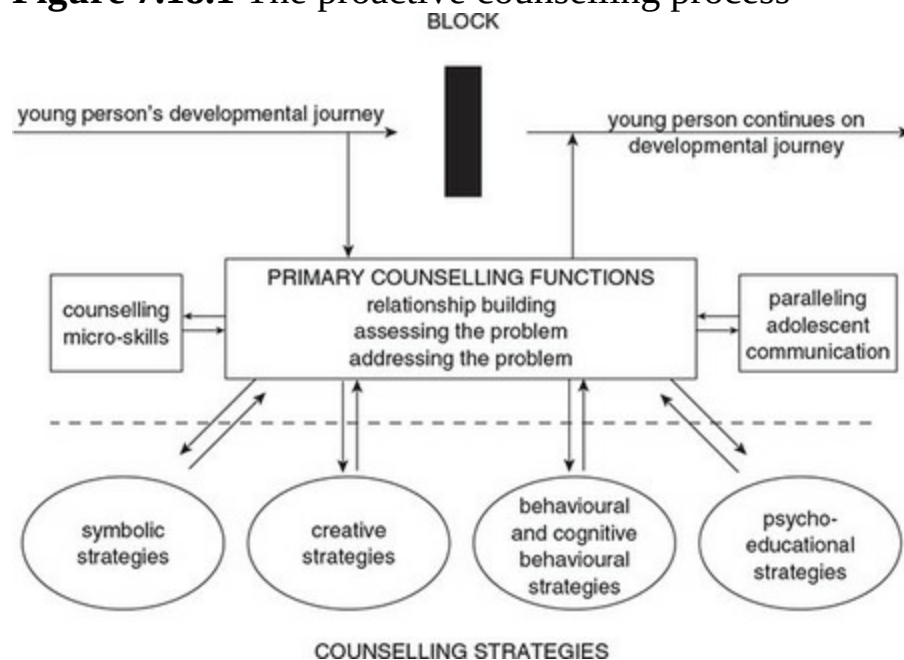 Figure 7.18.1 The proactive counselling process
BLOCK
young person's developmental journey
young person continues on
developmental journey
PRIMARY COUNSELLING FUNCTIONS
relationship building
assessing the problem
addressing the problem
counselling
micro-skills
paralleling
adolescent
communication
symbolic
strategies
creative
strategies
behavioural
and cognitive
behavioural
strategies
psycho-
educational
strategies
COUNSELLING STRATEGIES